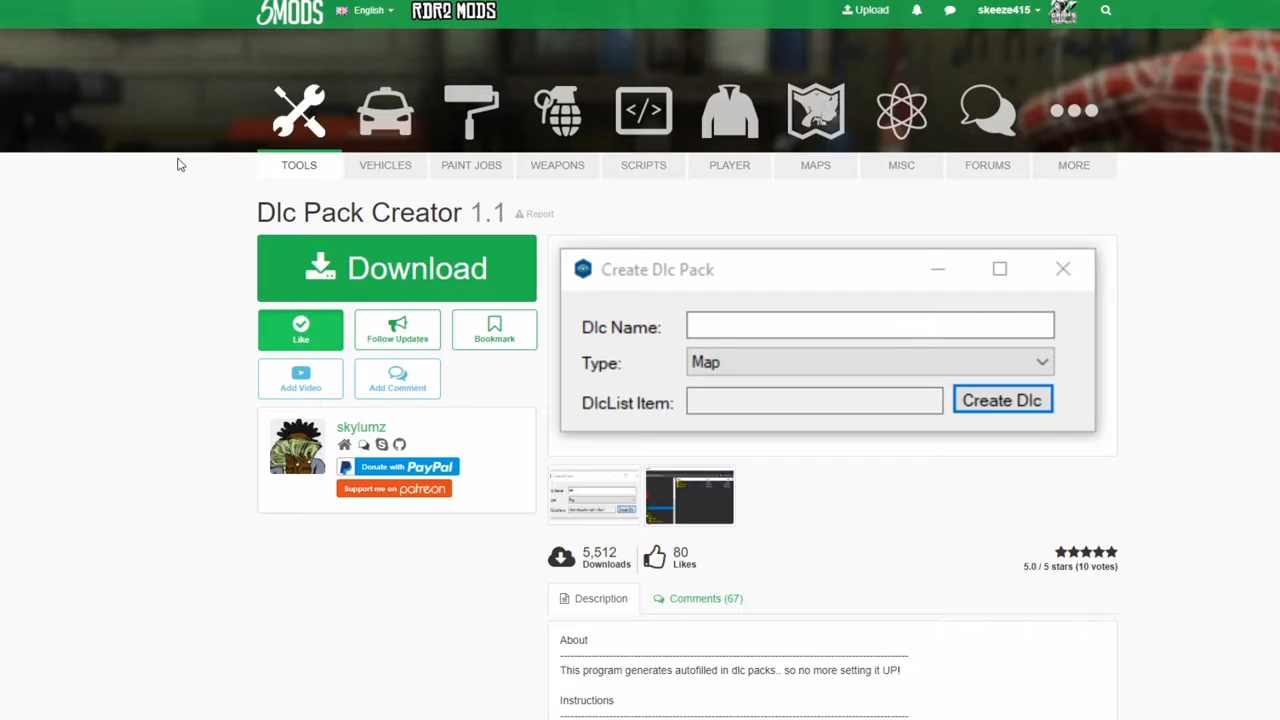 5MODS English RDR2 MODS Upload skeeze415
TOOLS VEHICLES PAINT JOBS WEAPONS SCRIPTS PLAYER MAPS MISC FORUMS MORE
Dlc Pack Creator 1.1 Report
Download
Like Follow Updates Bookmark
Add Video Add Comment
skylumz
Donate with PayPal
Support me on patreon
Create Dlc Pack
Dlc Name:
Type: Map
DlcList Item: Create Dlc
5,512
Downloads
80
Likes
5.0 / 5 stars (10 votes)
Description Comments (67)
About
This program generates autofilled in dlc packs.. so no more setting it UP!
Instructions